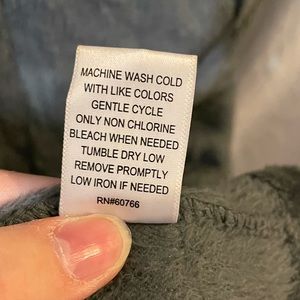 MACHINE WASH COLD
WITH LIKE COLORS
GENTLE CYCLE
ONLY NON CHLORINE
BLEACH WHEN NEEDED
TUMBLE DRY LOW
REMOVE PROMPTLY
LOW IRON IF NEEDED
RN#60766